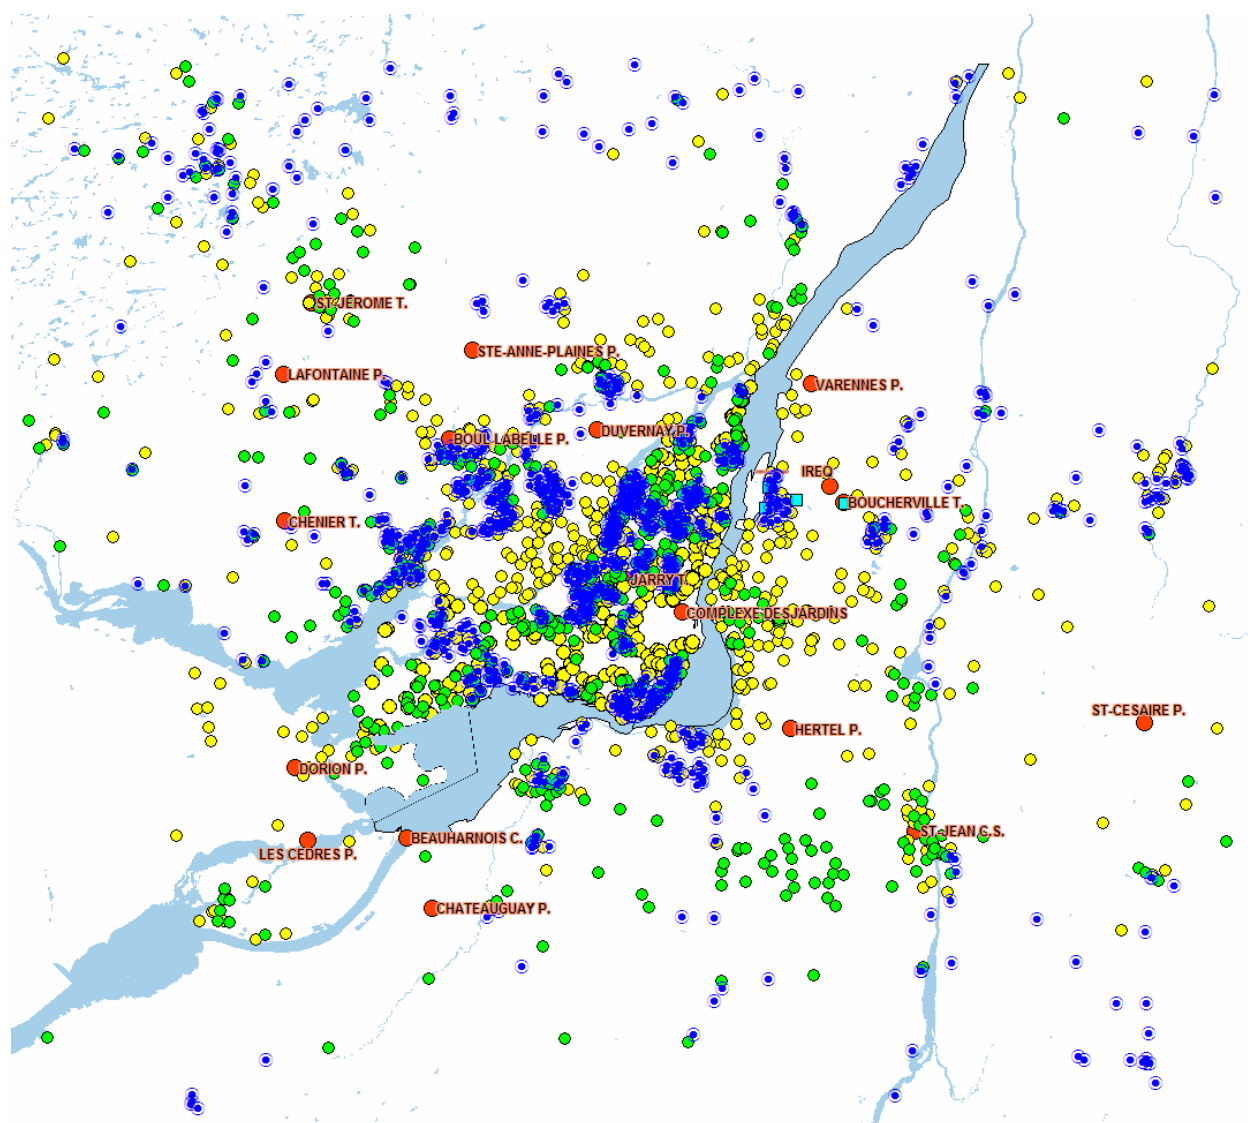 ST-JEROME T.
STE-ANNE-PLAINES P.
LAFONTAINE P.
VARENNES P.
DUVERNAY P.
BOUL.LABELLE P.
IREQ
BOUCHERVILLE T.
CHENIER T.
JARRY T.
COMPLEXE DESJARDINS
ST-CESAIRE P.
HERTEL P.
DORION P.
ST-JEAN C.S.
BEAUHARNOIS C.
LES CEDRES P.
CHATEAUGUAY P.